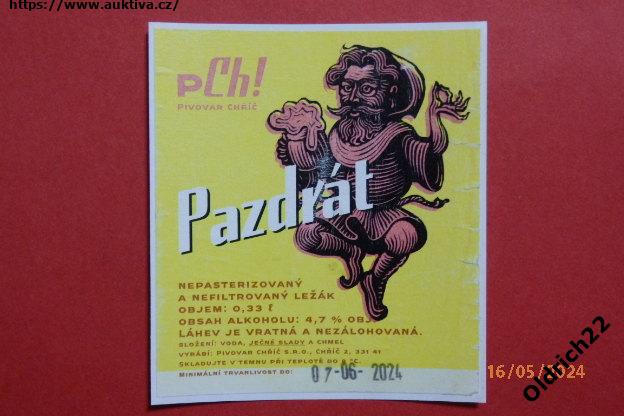 https://www.auktiva.cz/
pCh!
PIVOVAR CHŘÍČ
Pazdrát
NEPASTERIZOVANÝ
A NEFILTROVANÝ LEŽÁK
OBJEM: 0,33 ℓ
OBSAH ALKOHOLU: 4,7 % OBJ.
LÁHEV JE VRATNÁ A NEZÁLOHOVANÁ.
SLOŽENÍ: VODA, JEČNÉ SLADY A CHMEL
VYRÁBÍ: PIVOVAR CHŘÍČ S.R.O., CHŘÍČ 2, 331 41
SKLADUJTE V TEMNU PŘI TEPLOTĚ DO 8 °C.
MINIMÁLNÍ TRVANLIVOST DO: 07-06-2024
16/05/2024
Oldrich22